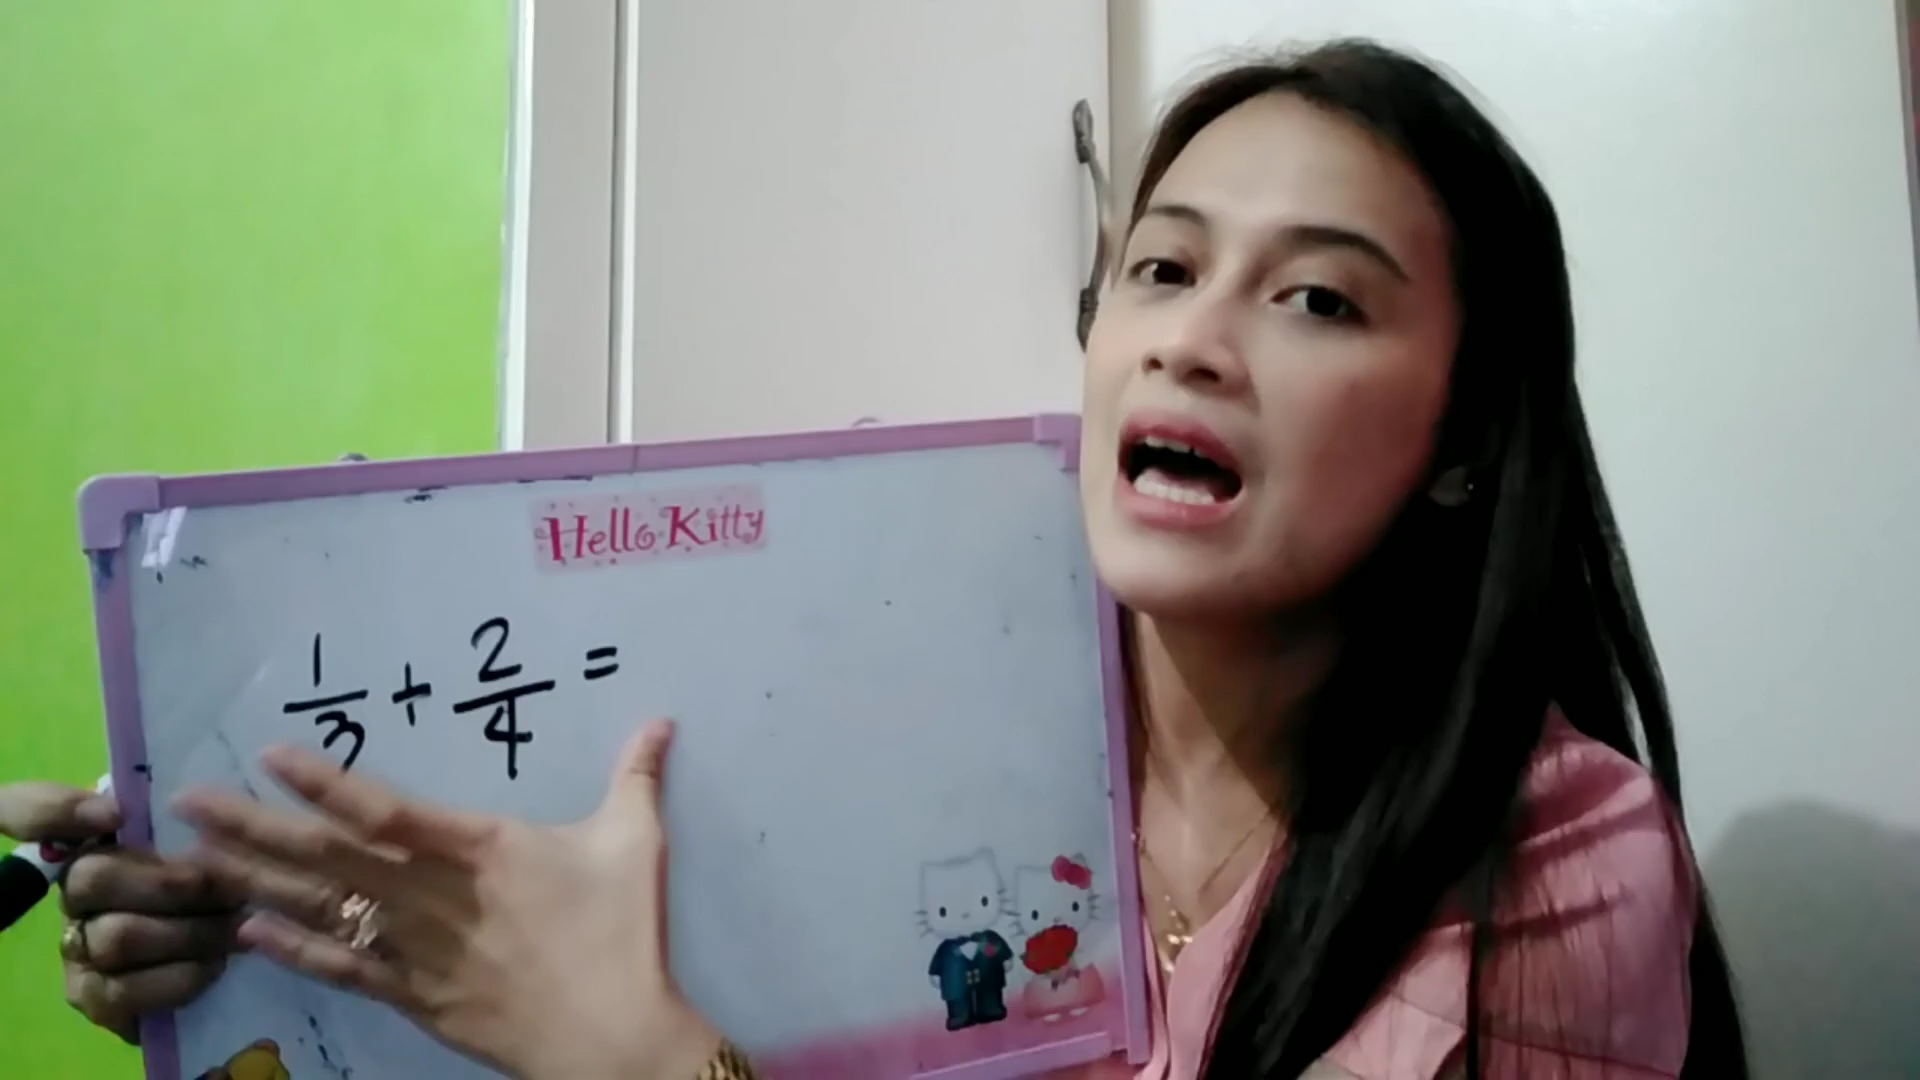 Hello Kitty
1/3 + 2/4 =